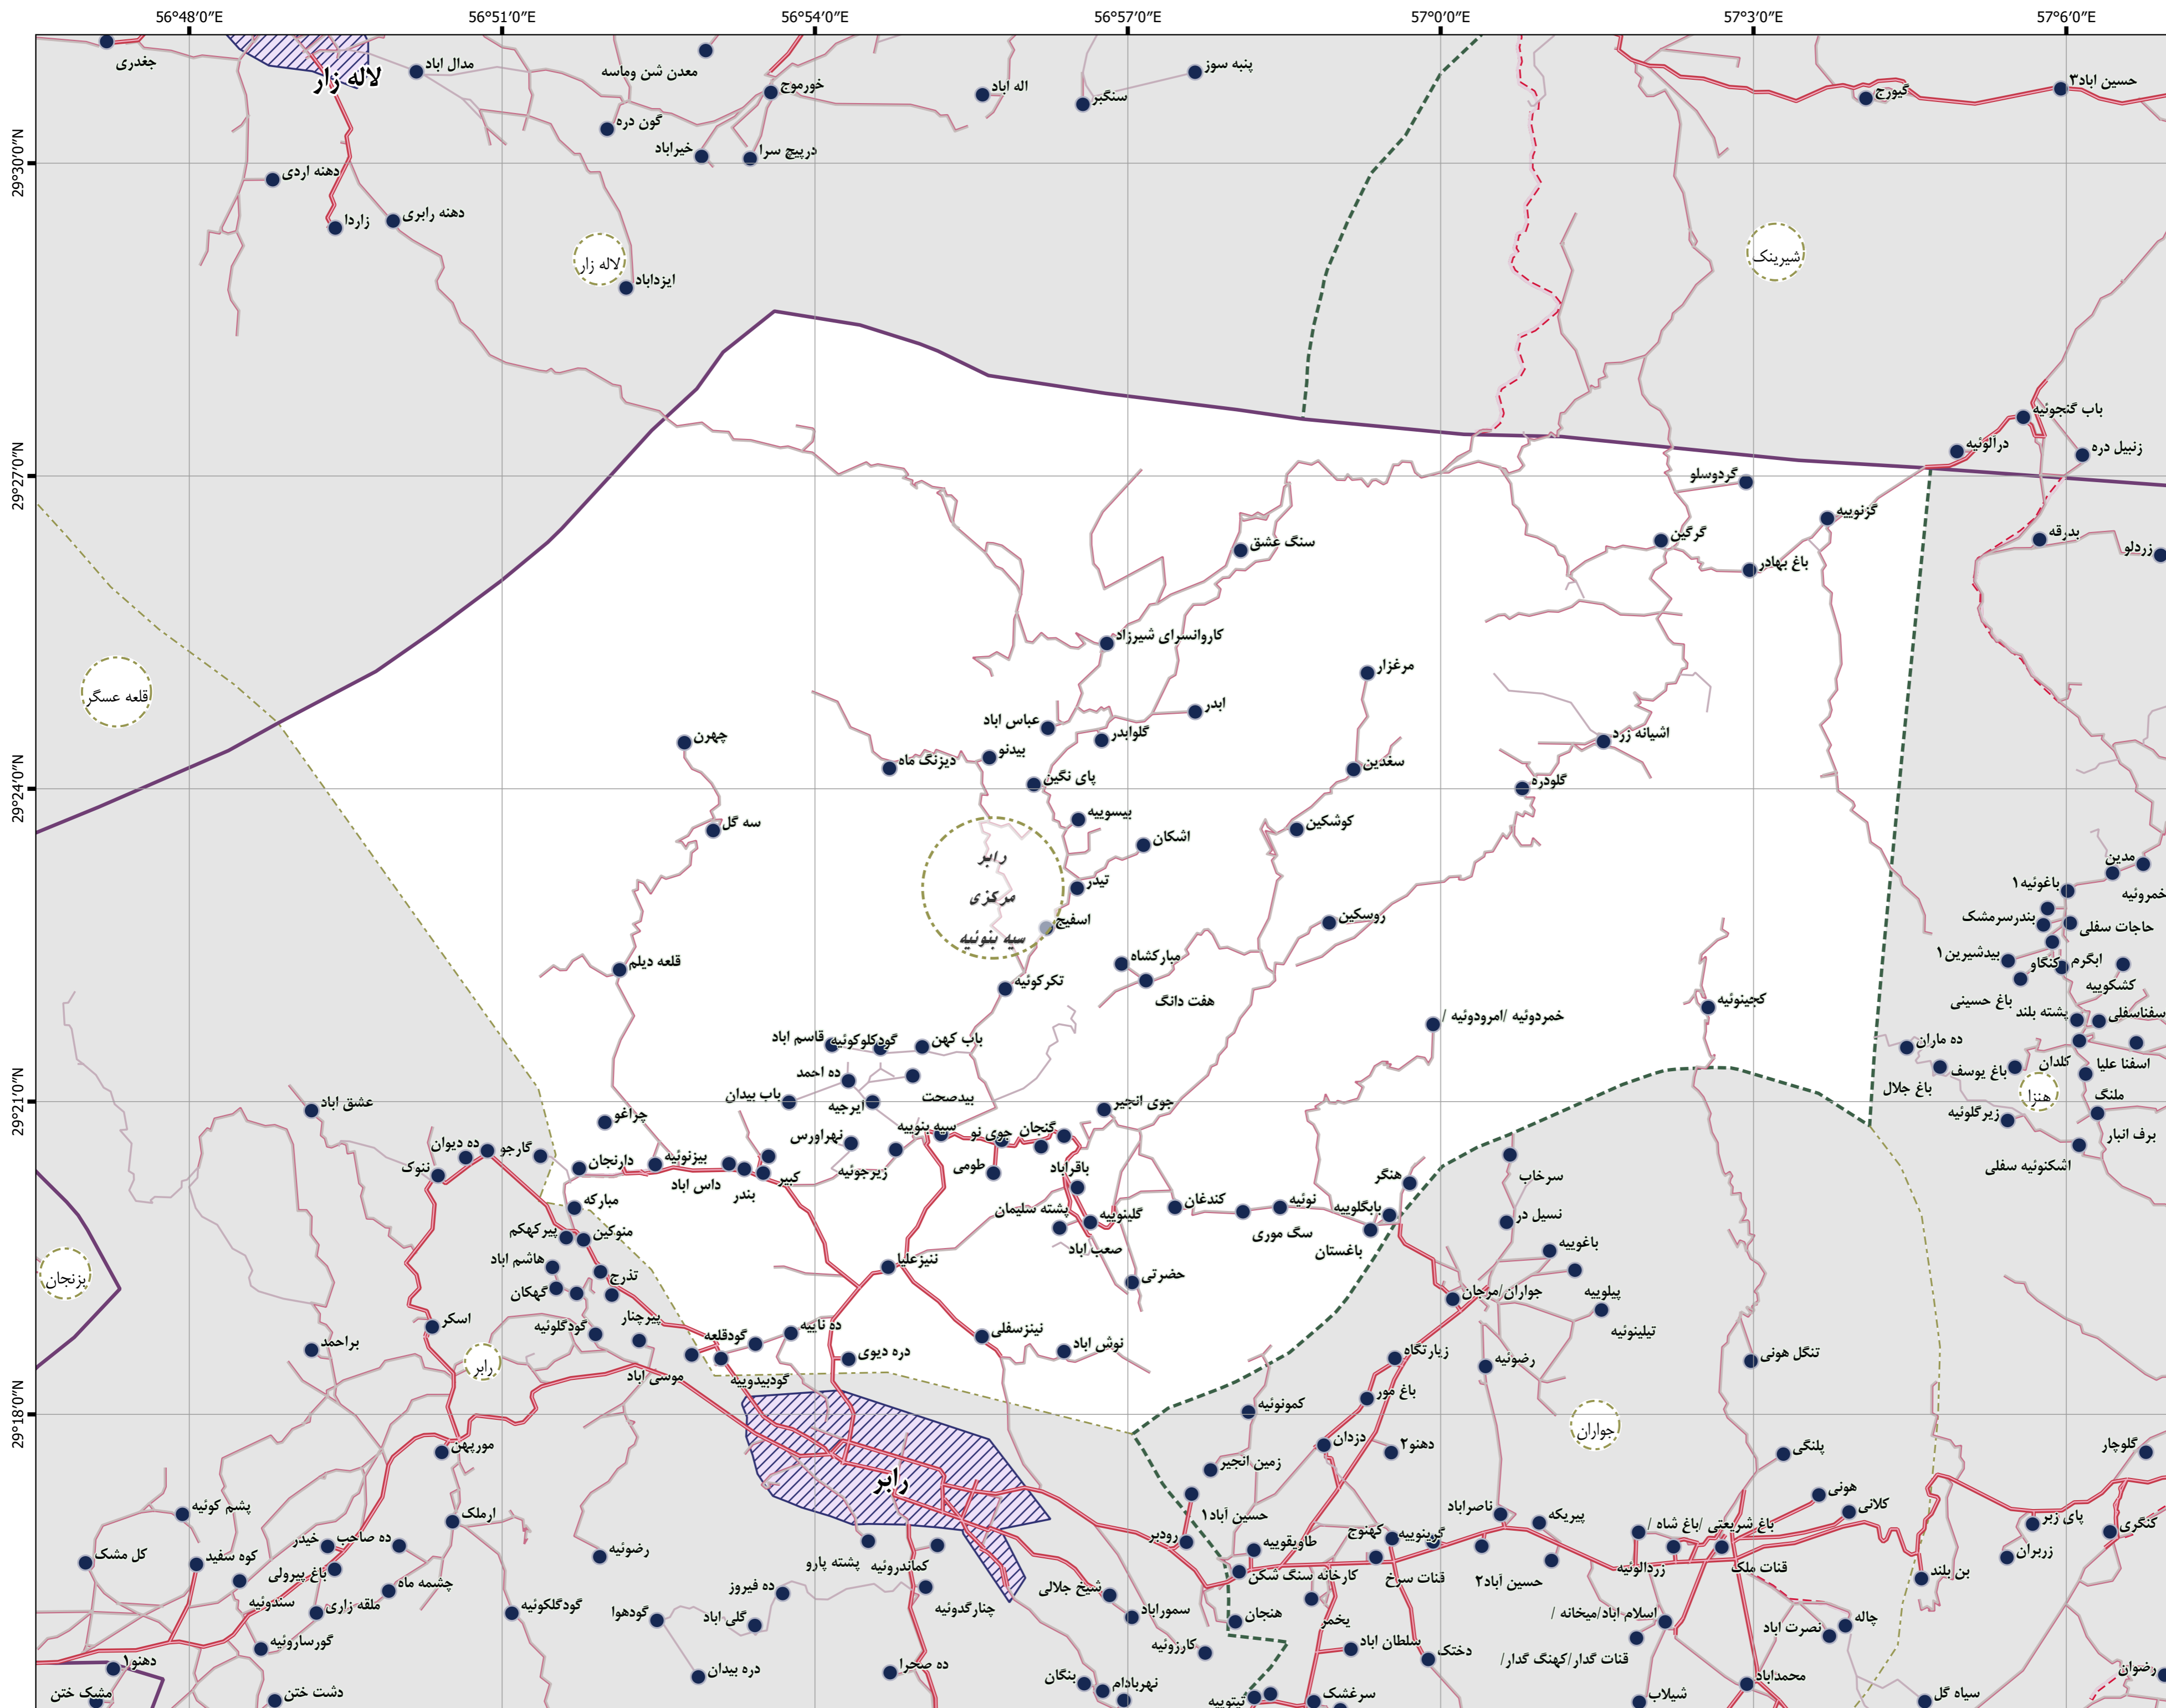 56°48′0″E 56°51′0″E 56°54′0″E 56°57′0″E 57°0′0″E 57°3′0″E 57°6′0″E
29°30′0″N
29°27′0″N
29°24′0″N
29°21′0″N
29°18′0″N
جغدری
لاله زار
مدال اباد
معدن شن وماسه
خورموج
اله اباد
سنگبر
پنبه سوز
گیورج
حسین اباد۳
گون دره
خیراباد
درپیچ سرا
دهنه اردی
زاردا
دهنه رابری
لاله زار
ایزداباد
شیرینک
باب گنجوئیه
درآلوئیه
زنبیل دره
گردوسلو
گزنوییه
بدرقه
زردلو
گرگین
باغ بهادر
سنگ عشق
کاروانسرای شیرزاد
مرغزار
قلعه عسگر
ابدر
عباس اباد
گلوابدر
اشیانه زرد
چهرن
بیدنو
دیزنگ ماه
پای نگین
سغدین
گلودره
سه گل
بیسوییه
کوشکین
اشکان
رابر
مرکزی
سیه بنوئیه
تیدر
اسفیج
روسکین
مدین
باغوئیه۱
خمروئیه
بندرسرمشک
حاجات سفلی
بیدشیرین۱
کنگاو
ابگرم
کشکوییه
باغ حسینی
پشته بلند
سفناسفلی
قلعه دیلم
مبارکشاه
هفت دانگ
تکرکوئیه
کجینوئیه
خمردوئیه /امرودوئیه /
قاسم اباد
گودکلوکوئیه
باب کهن
ده ماران
کلدان
اسفنا علیا
باغ یوسف
باغ جلال
هنزا
ملنگ
زیرگلوئیه
برف انبار
اشکنوئیه سفلی
ده احمد
باب بیدان
ایرجیه
بیدصحت
جوی انجیر
عشق اباد
چراغو
نهراورس
سیه بنوییه
جوی نو
گنجان
طومی
زیرجوئیه
ده دیوان
گارجو
ننوک
دارنجان
بیزنوئیه
داس اباد
بندر
کبیر
باقراباد
پشته سلیمان
گلینوییه
صعب اباد
کندغان
نوئیه
سگ موری
هنگر
بابگلوییه
باغستان
سرخاب
نسیل در
باغوییه
پیلوییه
تیلینوئیه
مبارکه
پیرکهکم
منوکین
هاشم اباد
تذرج
گهکان
پزنجان
ننیزعلیا
حضرتی
جواران/مرجان
پیرچنار
گودگلوئیه
اسکر
براحمد
رابر
گودقلعه
ده نابیه
نینزسفلی
نوش اباد
دره دیوی
موسی اباد
گودبیدوییه
زیارتگاه
رضوئیه
تنگل هونی
باغ مور
کمونوئیه
جواران
دزدان
دهنو۲
پلنگی
گلوچار
زمین انجیر
مورپهن
رابر
پشم کوئیه
ارملک
هونی
کلانی
ناصراباد
پیریکه
باغ شریعتی /باغ شاه /
پای زیر
کنگری
حسین آباد۱
رودبر
طاویقوییه
کهنوج
گرینوییه
کل مشک
کوه سفید
خیدر
ده صاحب
باغ پیرولی
رضوئیه
پشته پارو
کماندروئیه
کارخانه سنگ شکن
قنات سرخ
حسین آباد۲
زردالوئیه
قنات ملک
زربران
بن بلند
سندوئیه
ملقه زاری
چشمه ماه
گودگلکوئیه
ده فیروز
گودهوا
گلی اباد
چنارگدوئیه
شیخ جلالی
سموراباد
هنجان
یخمر
اسلام اباد/میخانه /
نصرت اباد
چاله
گورساروئیه
دهنو۱
مشک ختن
دشت ختن
دره بیدان
ده صحرا
کارزوئیه
سلطان اباد
دختک
قنات گدار/کهنگ گدار/
محمداباد
رضوان
بنگان
نهربادام
تیتوییه
سرغشک
شیلاب
سیاه گل